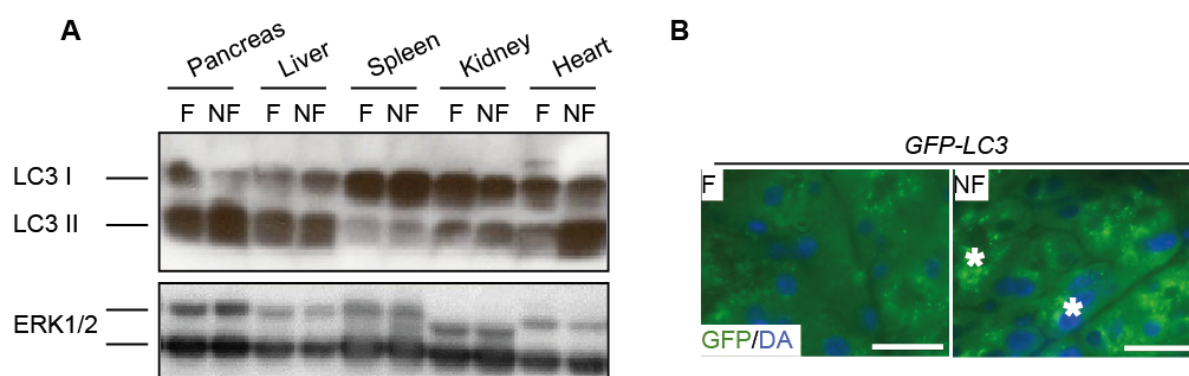 A
Pancreas
Liver
Spleen
Kidney
Heart
F NF F NF F NF F NF F NF
LC3 I
LC3 II
ERK1/2
B
GFP-LC3
F
NF
*
*
GFP/DA